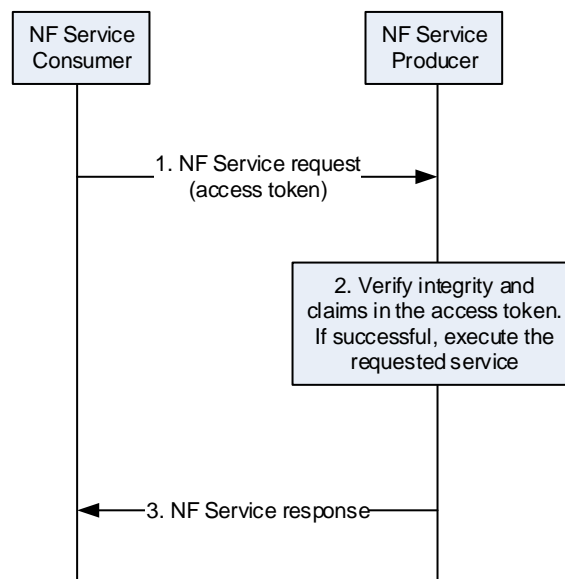 NF Service
Consumer
NF Service
Producer
1. NF Service request
(access token)
2. Verify integrity and
claims in the access token.
If successful, execute the
requested service
3. NF Service response